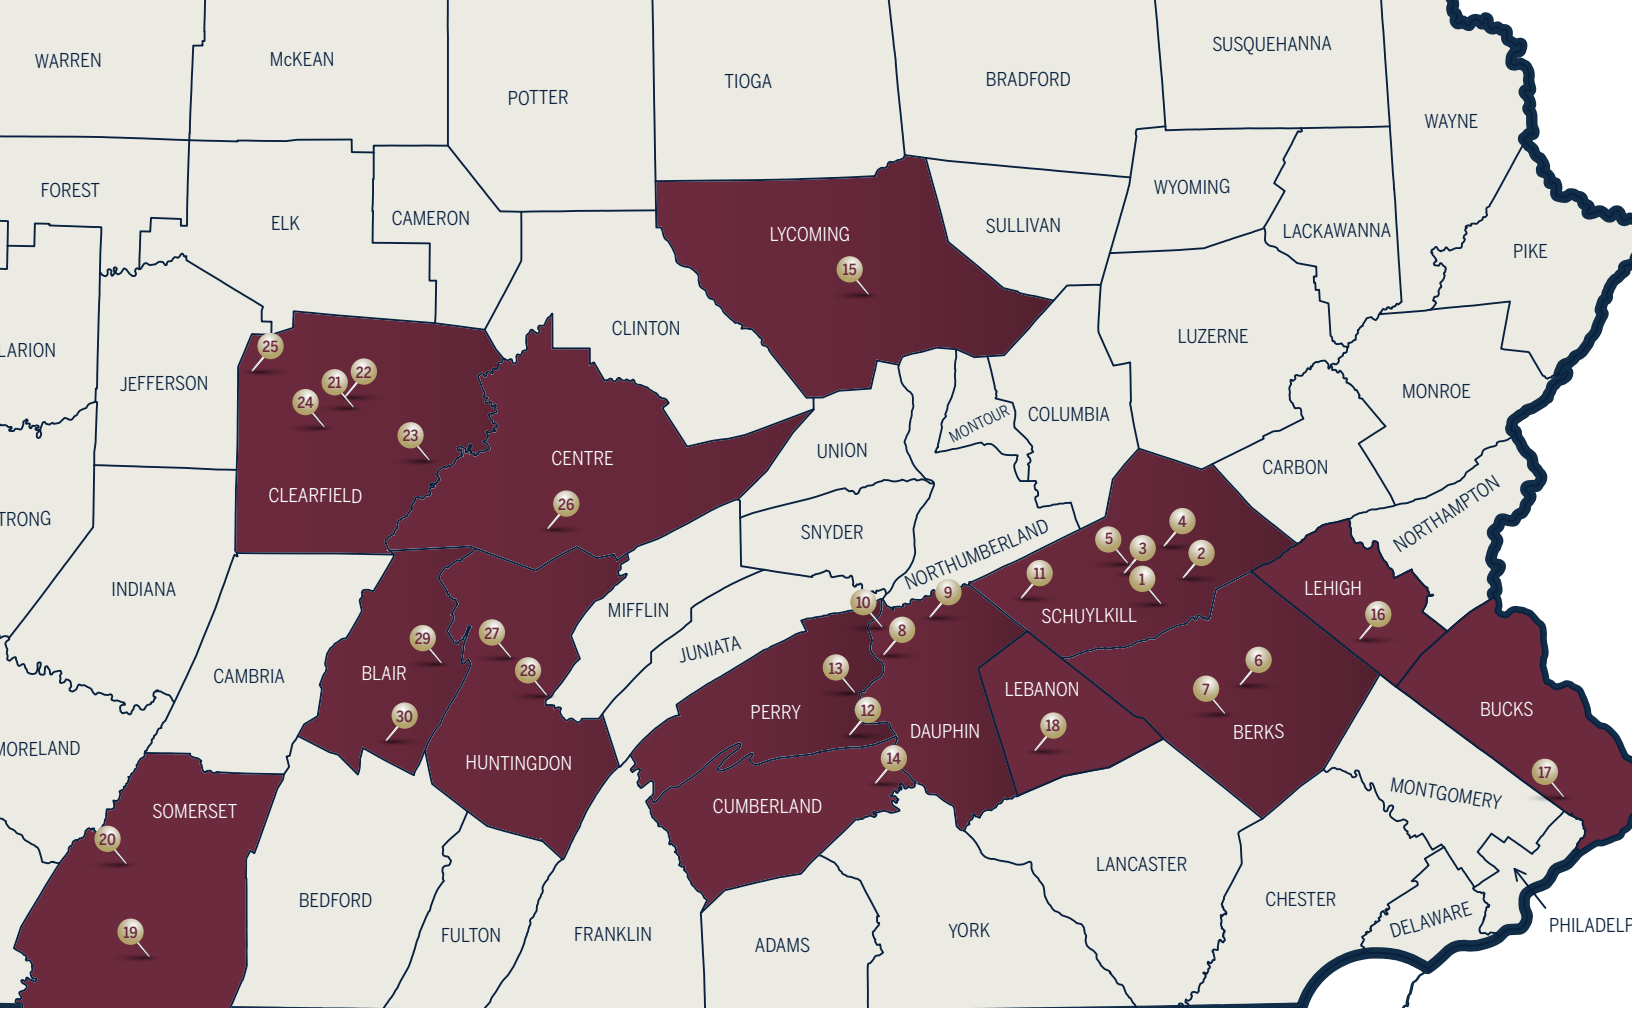 SUSQUEHANNA
WARREN
McKEAN
TIOGA
BRADFORD
POTTER
WAYNE
FOREST
WYOMING
CAMERON
ELK
SULLIVAN
LACKAWANNA
LYCOMING
PIKE
15
CLINTON
LUZERNE
25
LARION
22
21
JEFFERSON
MONROE
24
COLUMBIA
MONTOUR
23
UNION
CENTRE
CARBON
CLEARFIELD
26
NORTHAMPTON
TRONG
4
SNYDER
5
3
2
NORTHUMBERLAND
11
1
INDIANA
LEHIGH
9
10
MIFFLIN
SCHUYLKILL
16
8
27
29
JUNIATA
6
13
28
BLAIR
CAMBRIA
7
LEBANON
12
PERRY
BUCKS
30
18
DAUPHIN
BERKS
MORELAND
14
HUNTINGDON
17
MONTGOMERY
CUMBERLAND
SOMERSET
20
LANCASTER
BEDFORD
CHESTER
DELAWARE
PHILADELP
19
FULTON
FRANKLIN
YORK
ADAMS